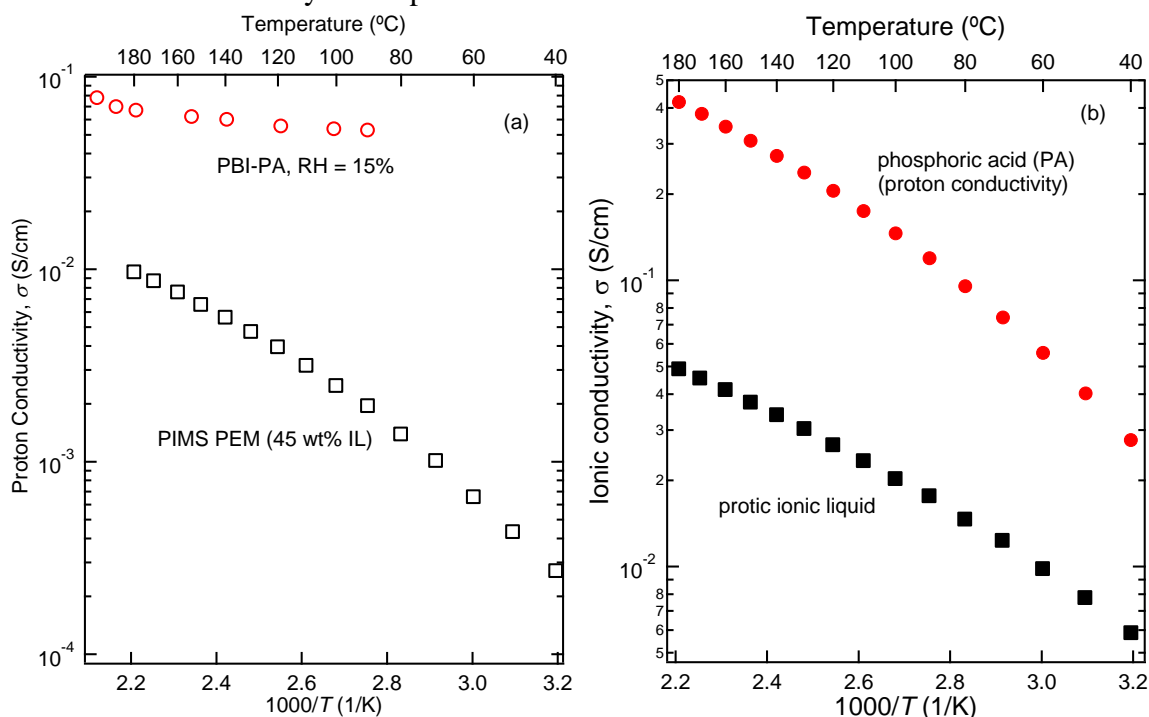 Temperature (ºC)
180 160 140 120 100 80 60 40
10-1
(a)
PBI-PA, RH = 15%
Proton Conductivity, σ (S/cm)
10-2
PIMS PEM (45 wt% IL)
10-3
10-4
2.2 2.4 2.6 2.8 3.0 3.2
1000/T (1/K)
Temperature (ºC)
180 160 140 120 100 80 60 40
5
(b)
4
3
phosphoric acid (PA)
(proton conductivity)
2
Ionic conductivity, σ (S/cm)
10-1
8
7
6
5
4
3
2
protic ionic liquid
10-2
8
7
6
5
2.2 2.4 2.6 2.8 3.0 3.2
1000/T (1/K)